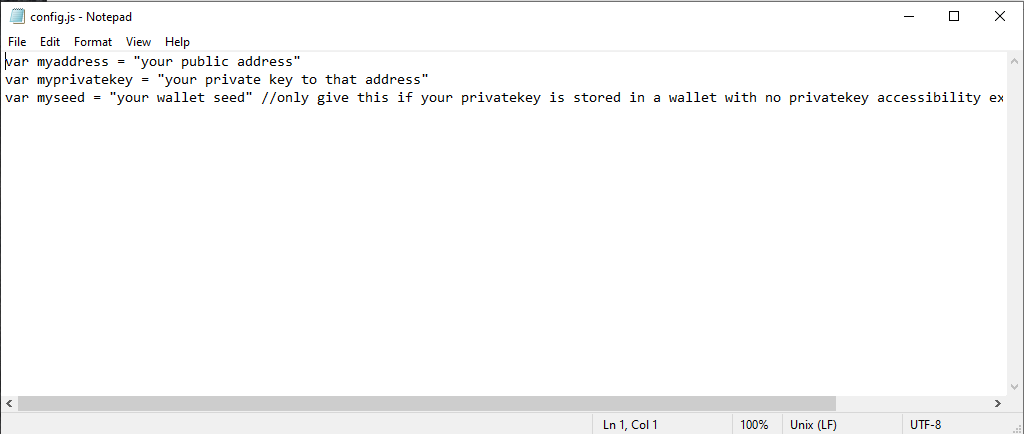 config.js - Notepad
File Edit Format View Help
var myaddress = "your public address"
var myprivatekey = "your private key to that address"
var myseed = "your wallet seed" //only give this if your privatekey is stored in a wallet with no privatekey accessibility ex
Ln 1, Col 1 100% Unix (LF) UTF-8